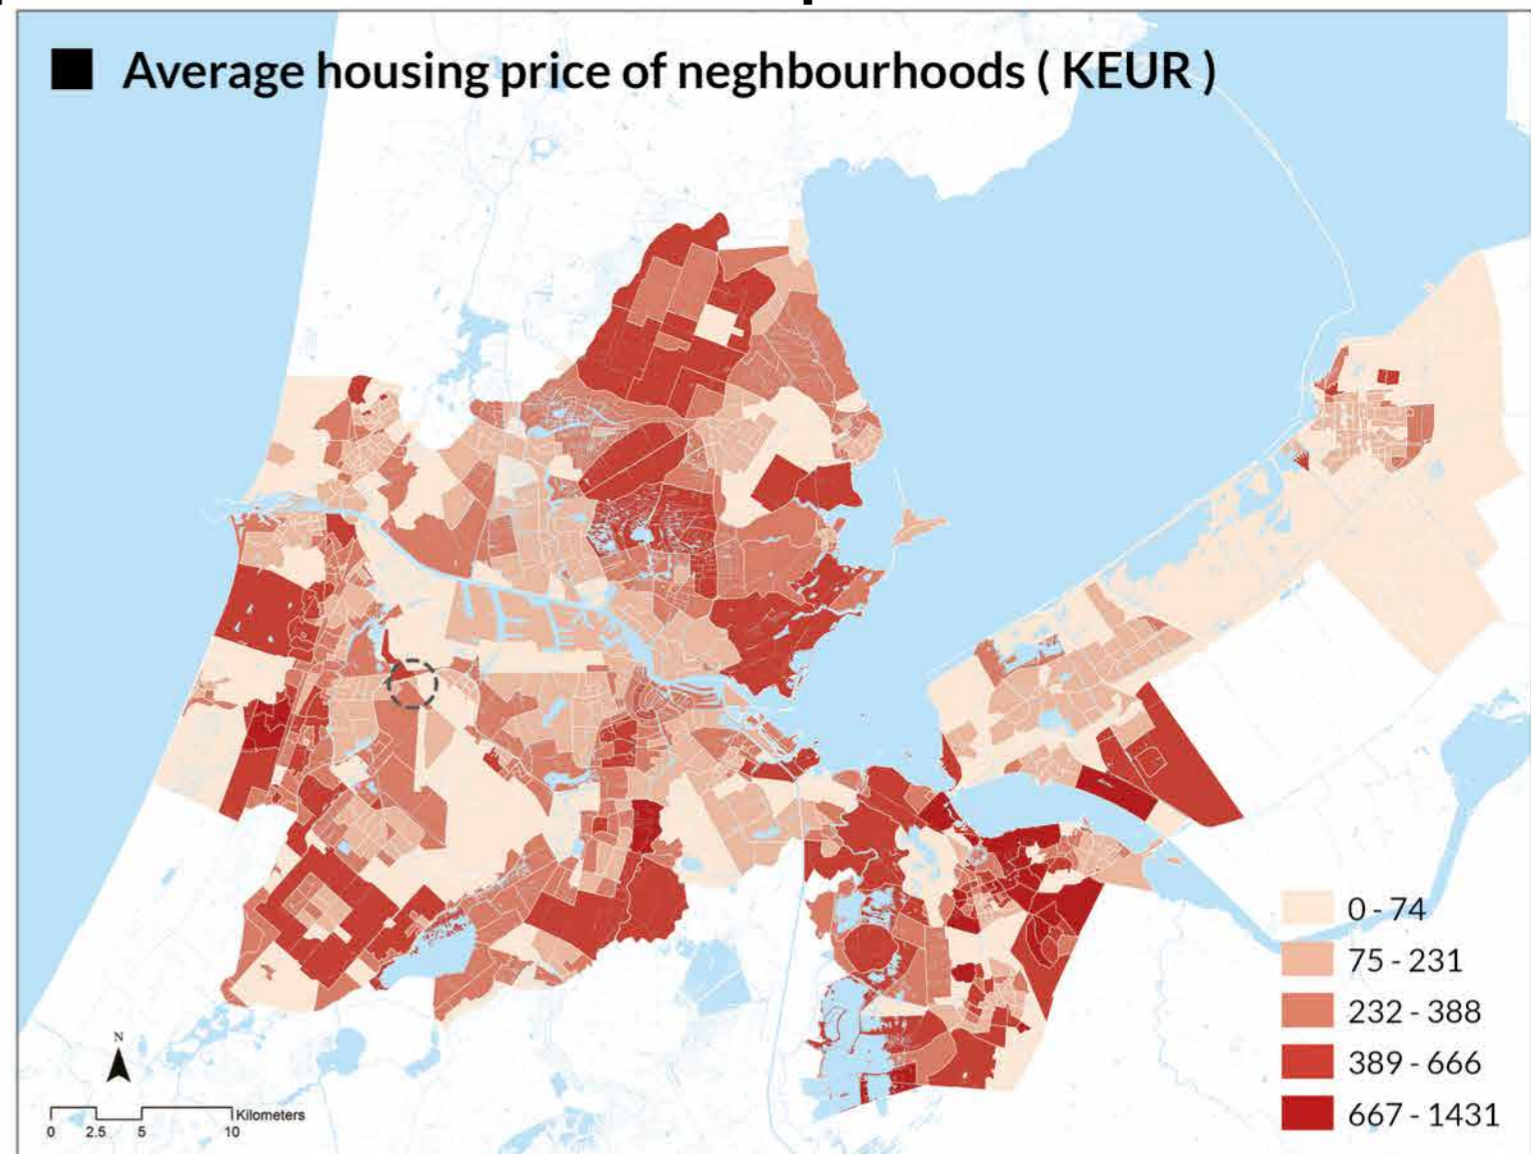 Average housing price of neghbourhoods ( KEUR )
0 - 74
75 - 231
232 - 388
389 - 666
667 - 1431
N
Kilometers
0 2.5 5 10